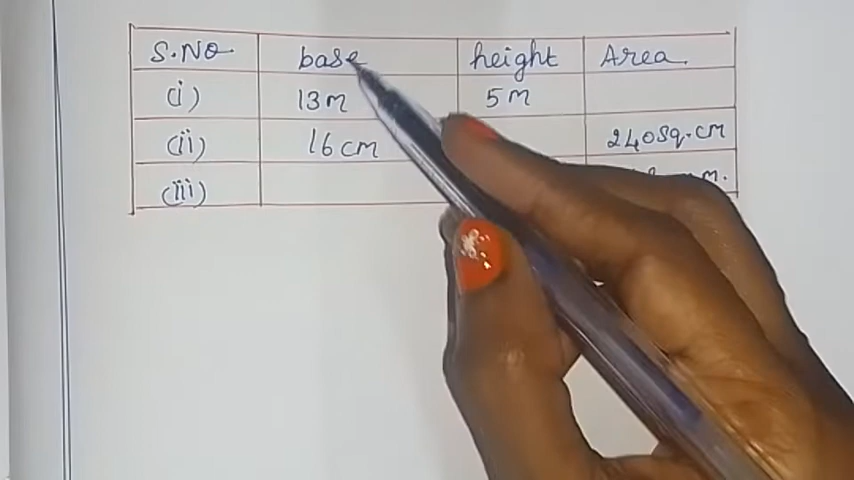 S.NO base height Area.
(i) 13m 5m
(ii) 16cm 240sq.cm
(iii) m.